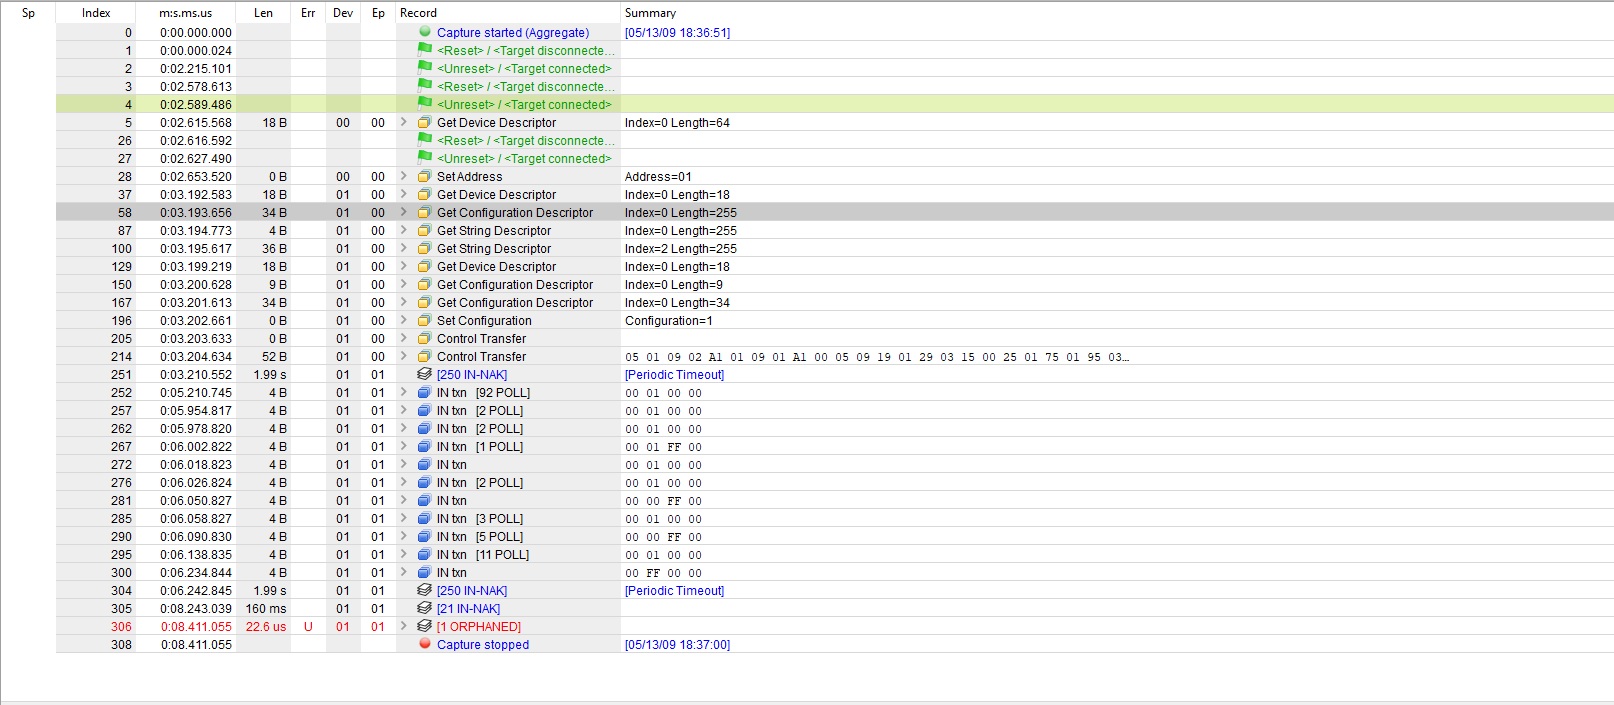 Sp Index m:s.ms.us Len Err Dev Ep Record Summary
0 0:00.000.000 Capture started (Aggregate) [05/13/09 18:36:51]
1 0:00.000.024 <Reset> / <Target disconnecte...
2 0:02.215.101 <Unreset> / <Target connected>
3 0:02.578.613 <Reset> / <Target disconnecte...
4 0:02.589.486 <Unreset> / <Target connected>
5 0:02.615.568 18 B 00 00 Get Device Descriptor Index=0 Length=64
26 0:02.616.592 <Reset> / <Target disconnecte...
27 0:02.627.490 <Unreset> / <Target connected>
28 0:02.653.520 0 B 00 00 SetAddress Address=01
37 0:03.192.583 18 B 01 00 Get Device Descriptor Index=0 Length=18
58 0:03.193.656 34 B 01 00 Get Configuration Descriptor Index=0 Length=255
87 0:03.194.773 4 B 01 00 Get String Descriptor Index=0 Length=255
100 0:03.195.617 36 B 01 00 Get String Descriptor Index=2 Length=255
129 0:03.199.219 18 B 01 00 Get Device Descriptor Index=0 Length=18
150 0:03.200.628 9 B 01 00 Get Configuration Descriptor Index=0 Length=9
167 0:03.201.613 34 B 01 00 Get Configuration Descriptor Index=0 Length=34
196 0:03.202.661 0 B 01 00 Set Configuration Configuration=1
205 0:03.203.633 0 B 01 00 Control Transfer
214 0:03.204.634 52 B 01 00 Control Transfer 05 01 09 02 A1 01 09 01 A1 00 05 09 19 01 29 03 15 00 25 01 75 01 95 03...
251 0:03.210.552 1.99 s 01 01 [250 IN-NAK] [Periodic Timeout]
252 0:05.210.745 4 B 01 01 IN txn [92 POLL] 00 01 00 00
257 0:05.954.817 4 B 01 01 IN txn [2 POLL] 00 01 00 00
262 0:05.978.820 4 B 01 01 IN txn [2 POLL] 00 01 00 00
267 0:06.002.822 4 B 01 01 IN txn [1 POLL] 00 01 FF 00
272 0:06.018.823 4 B 01 01 IN txn 00 01 00 00
276 0:06.026.824 4 B 01 01 IN txn [2 POLL] 00 01 00 00
281 0:06.050.827 4 B 01 01 IN txn 00 00 FF 00
285 0:06.058.827 4 B 01 01 IN txn [3 POLL] 00 01 00 00
290 0:06.090.830 4 B 01 01 IN txn [5 POLL] 00 00 FF 00
295 0:06.138.835 4 B 01 01 IN txn [11 POLL] 00 01 00 00
300 0:06.234.844 4 B 01 01 IN txn 00 FF 00 00
304 0:06.242.845 1.99 s 01 01 [250 IN-NAK] [Periodic Timeout]
305 0:08.243.039 160 ms 01 01 [21 IN-NAK]
306 0:08.411.055 22.6 us U 01 01 [1 ORPHANED]
308 0:08.411.055 Capture stopped [05/13/09 18:37:00]